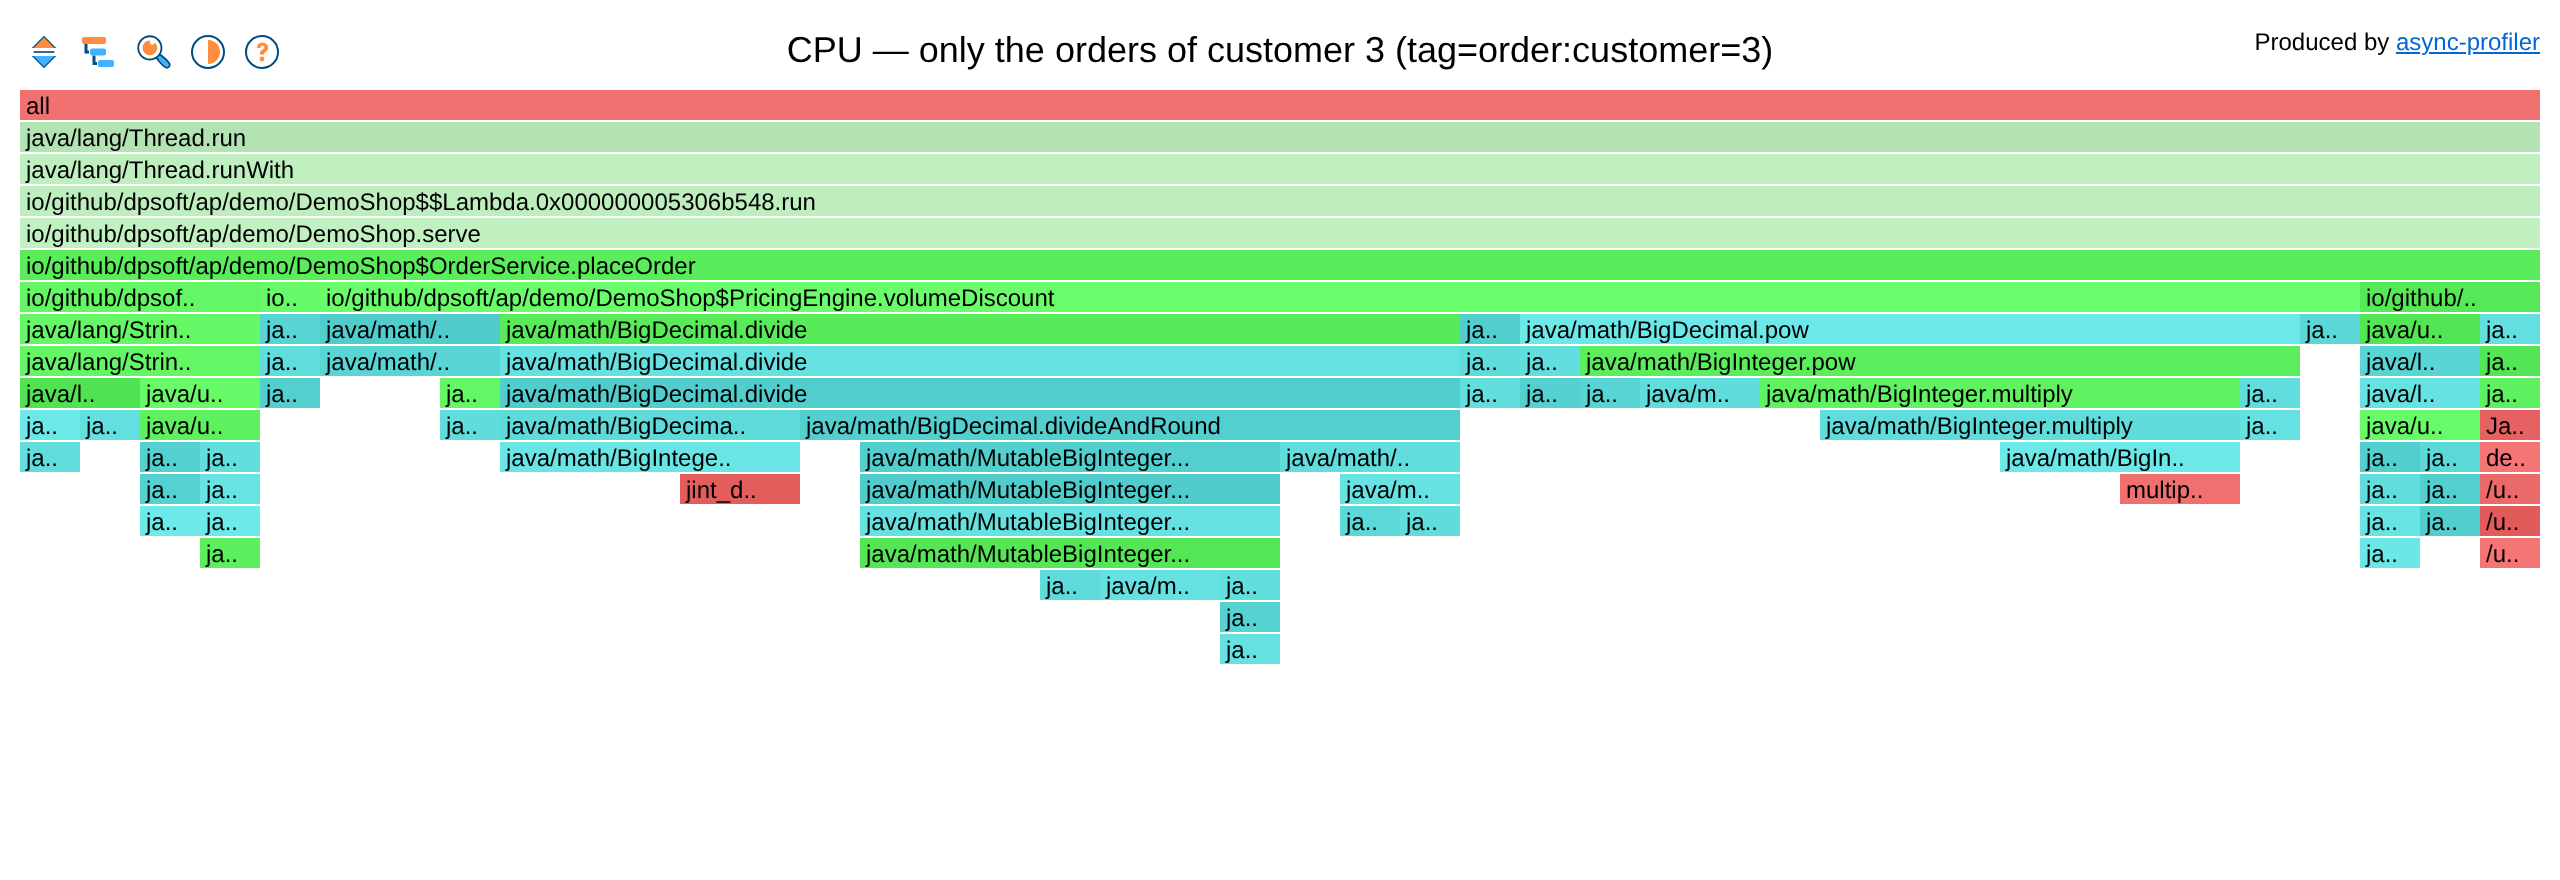 CPU — only the orders of customer 3 (tag=order:customer=3)
Produced by async-profiler
all
java/lang/Thread.run
java/lang/Thread.runWith
io/github/dpsoft/ap/demo/DemoShop$$Lambda.0x000000005306b548.run
io/github/dpsoft/ap/demo/DemoShop.serve
io/github/dpsoft/ap/demo/DemoShop$OrderService.placeOrder
io/github/dpsof.. io.. io/github/dpsoft/ap/demo/DemoShop$PricingEngine.volumeDiscount io/github/..
java/lang/Strin.. ja.. java/math/.. java/math/BigDecimal.divide ja.. java/math/BigDecimal.pow ja.. java/u.. ja..
java/lang/Strin.. ja.. java/math/.. java/math/BigDecimal.divide ja.. ja.. java/math/BigInteger.pow java/l.. ja..
java/l.. java/u.. ja.. ja.. java/math/BigDecimal.divide ja.. ja.. ja.. java/m.. java/math/BigInteger.multiply ja.. java/l.. ja..
ja.. ja.. java/u.. ja.. java/math/BigDecima.. java/math/BigDecimal.divideAndRound java/math/BigInteger.multiply ja.. java/u.. Ja..
ja.. ja.. ja.. java/math/BigIntege.. java/math/MutableBigInteger... java/math/.. java/math/BigIn.. ja.. ja.. de..
ja.. ja.. jint_d.. java/math/MutableBigInteger... java/m.. multip.. ja.. ja.. /u..
ja.. ja.. java/math/MutableBigInteger... ja.. ja.. ja.. ja.. /u..
ja.. java/math/MutableBigInteger... ja.. /u..
ja.. java/m.. ja..
ja..
ja..